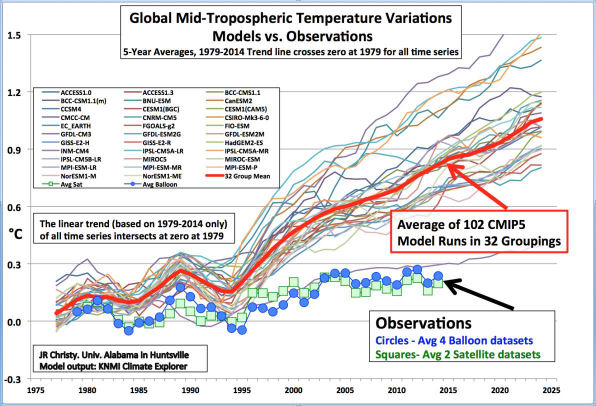 Global Mid-Tropospheric Temperature Variations
Models vs. Observations
5-Year Averages, 1979-2014 Trend line crosses zero at 1979 for all time series
1.5
1.2
0.9
0.6
°C
0.3
0.0
-0.3
ACCESS1.0 ACCESS1.3 BCC-CMS1.1
BCC-CSM1.1(m) BNU-ESM CanESM2
CCSM4 CESM1(BGC) CESM1(CAM5)
CMCC-CM CNRM-CM5 CSIRO-Mk3-6-0
EC_EARTH FGOALS-g2 FIO-ESM
GFDL-CM3 GFDL-ESM2G GFDL-ESM2M
GISS-E2-H GISS-E2-R HadGEM2-ES
INM-CM4 IPSL-CM5A-LR IPSL-CM5A-MR
IPSL-CM5B-LR MIROC5 MIROC-ESM
MPI-ESM-LR MPI-ESM-MR MPI-ESM-P
NorESM1-M NorESM1-ME 32 Group Mean
Avg Sat Avg Balloon
The linear trend (based on 1979-2014 only)
of all time series intersects at zero at 1979
Average of 102 CMIP5
Model Runs in 32 Groupings
Observations
Circles - Avg 4 Balloon datasets
Squares- Avg 2 Satellite datasets
JR Christy. Univ. Alabama in Huntsville
Model output: KNMI Climate Explorer
1975 1980 1985 1990 1995 2000 2005 2010 2015 2020 2025